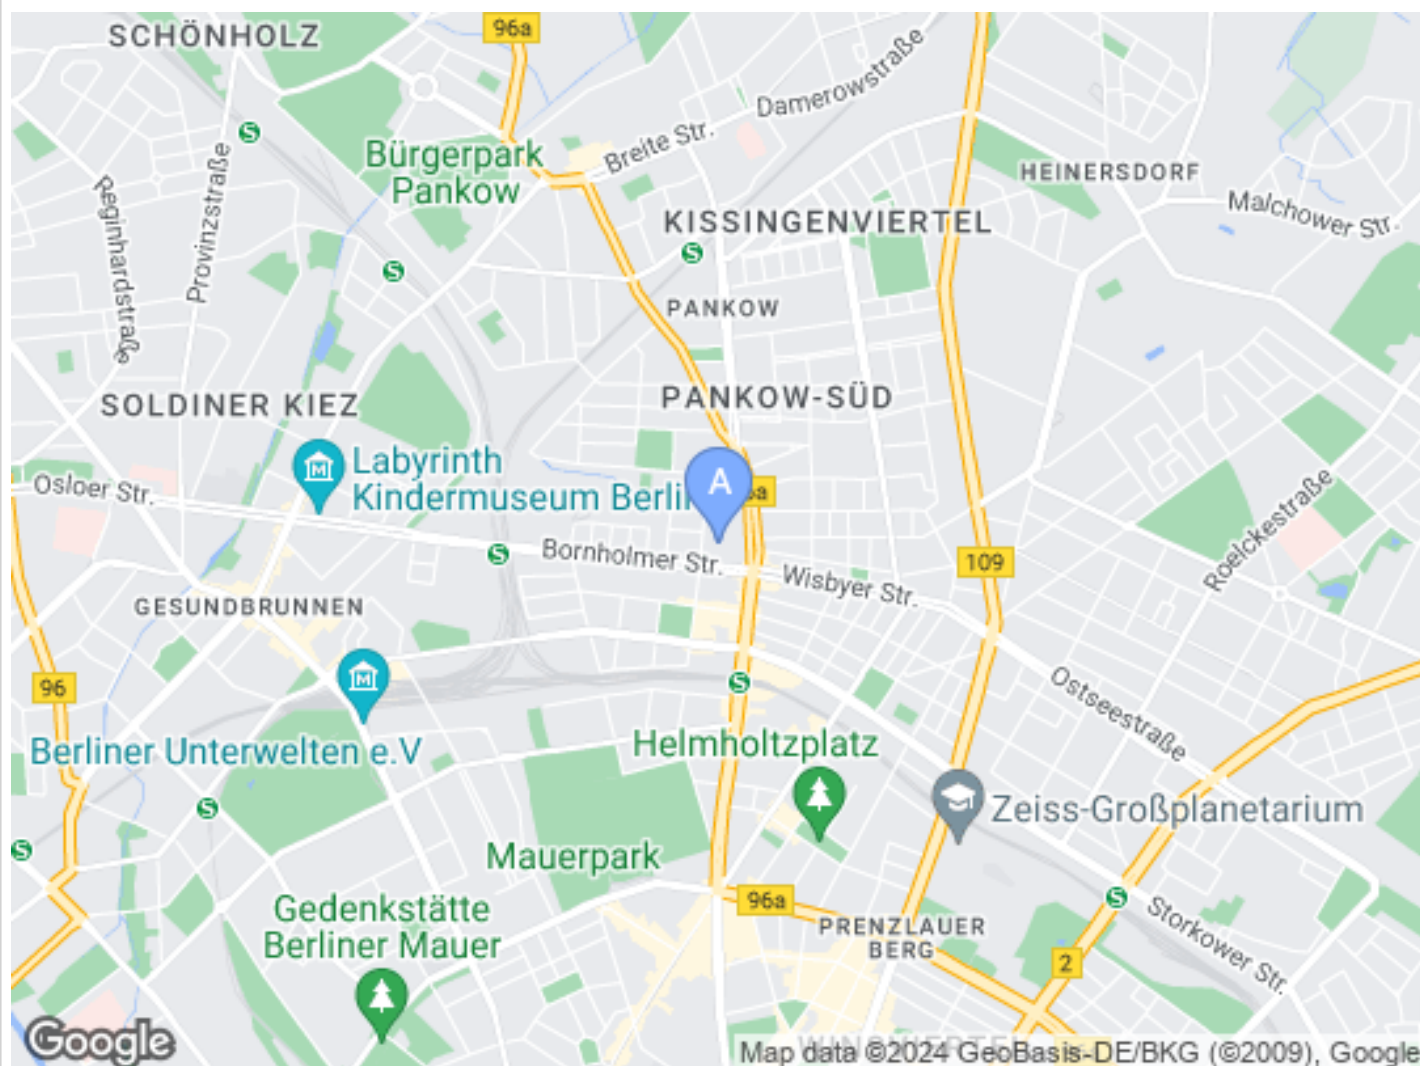 SCHÖNHOLZ
96a
Damerowstraße
Breite Str.
Bürgerpark
Pankow
HEINERSDORF
Provinzstraße
Reginhardstraße
Malchower Str.
KISSINGENVIERTEL
S
S
S
PANKOW
SOLDINER KIEZ
PANKOW-SÜD
M
Labyrinth
Kindermuseum Berlin
A
Osloer Str.
Roelckestraße
S
Bornholmer Str.
109
Wisbyer Str.
GESUNDBRUNNEN
96
M
S
Ostseestraße
Berliner Unterwelten e.V
Helmholtzplatz
S
Zeiss-Großplanetarium
S
Mauerpark
96a
S
Storkower Str.
Gedenkstätte
Berliner Mauer
PRENZLAUER
BERG
2
Google
Map data ©2024 GeoBasis-DE/BKG (©2009), Google